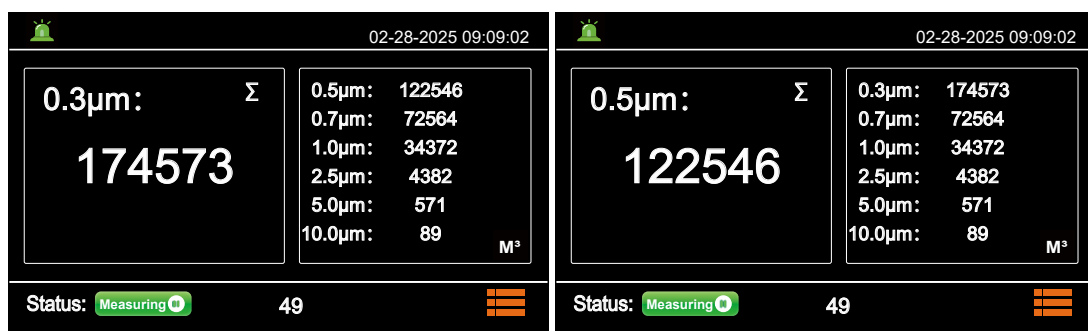 02-28-2025 09:09:02
0.3µm: Σ
174573
0.5µm: 122546
0.7µm: 72564
1.0µm: 34372
2.5µm: 4382
5.0µm: 571
10.0µm: 89
M³
Status: Measuring 49
02-28-2025 09:09:02
0.5µm: Σ
122546
0.3µm: 174573
0.7µm: 72564
1.0µm: 34372
2.5µm: 4382
5.0µm: 571
10.0µm: 89
M³
Status: Measuring 49